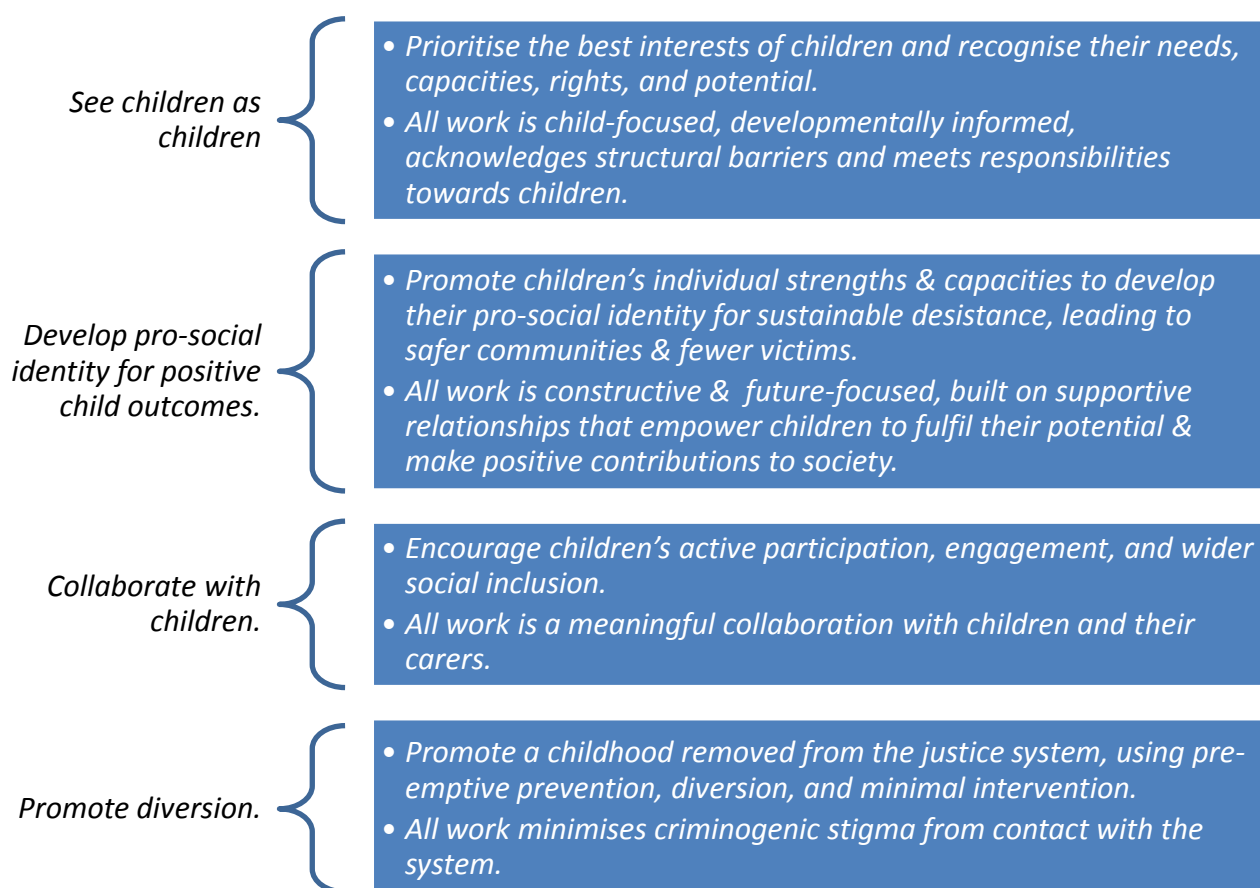 See children as
children
• Prioritise the best interests of children and recognise their needs,
capacities, rights, and potential.
• All work is child-focused, developmentally informed,
acknowledges structural barriers and meets responsibilities
towards children.
Develop pro-social
identity for positive
child outcomes.
• Promote children’s individual strengths & capacities to develop
their pro-social identity for sustainable desistance, leading to
safer communities & fewer victims.
• All work is constructive &  future-focused, built on supportive
relationships that empower children to fulfil their potential &
make positive contributions to society.
Collaborate with
children.
• Encourage children’s active participation, engagement, and wider
social inclusion.
• All work is a meaningful collaboration with children and their
carers.
Promote diversion.
• Promote a childhood removed from the justice system, using pre-
emptive prevention, diversion, and minimal intervention.
• All work minimises criminogenic stigma from contact with the
system.